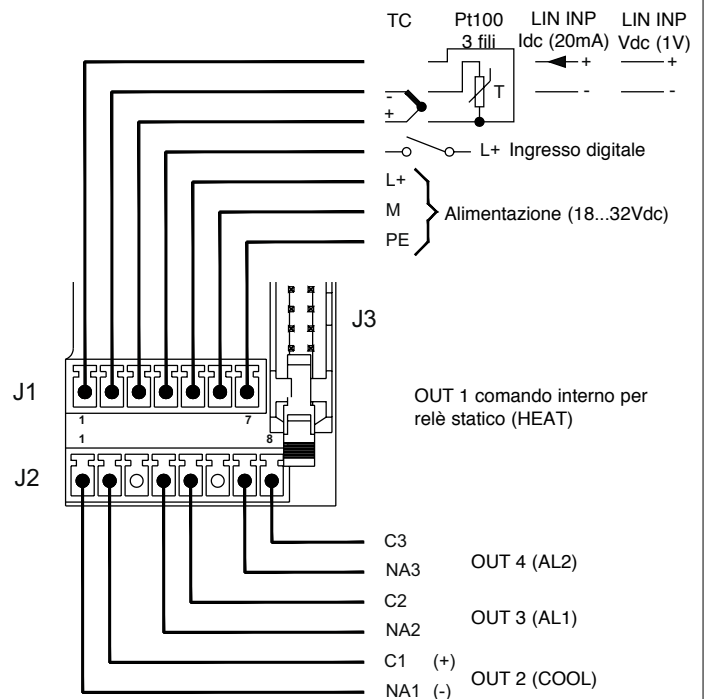 TC Pt100 LIN INP LIN INP
3 fili Idc (20mA) Vdc (1V)
+ +
- - -
T
+
L+ Ingresso digitale
L+
M Alimentazione (18...32Vdc)
PE
J3
J1
OUT 1 comando interno per
relè statico (HEAT)
1 7
1 8
J2
C3
OUT 4 (AL2)
NA3
C2
OUT 3 (AL1)
NA2
C1 (+)
OUT 2 (COOL)
NA1 (-)